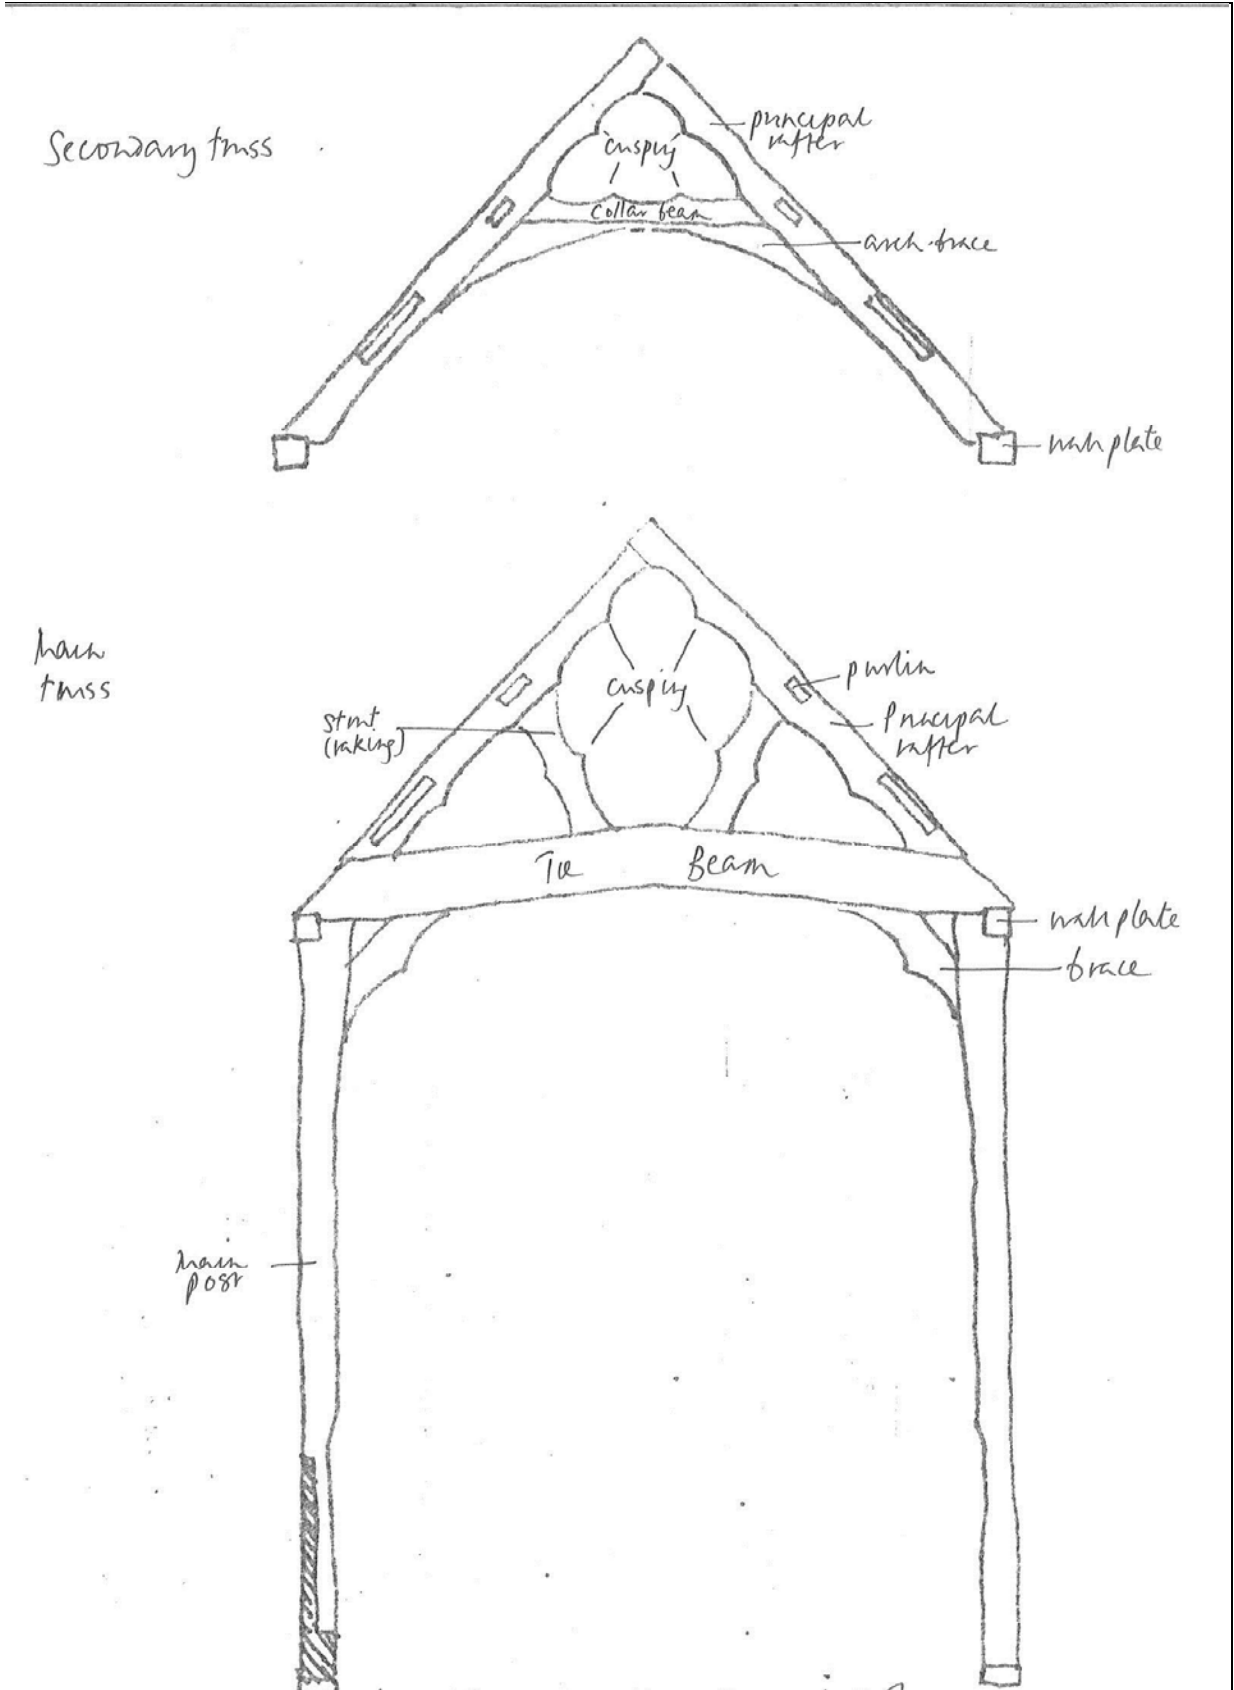 Secondary truss
principal
rafter
cusping
collar beam
arch-brace
wall plate
Main
truss
cusping
purlin
Principal
rafter
strut
(raking)
Tie Beam
wall plate
brace
main
post